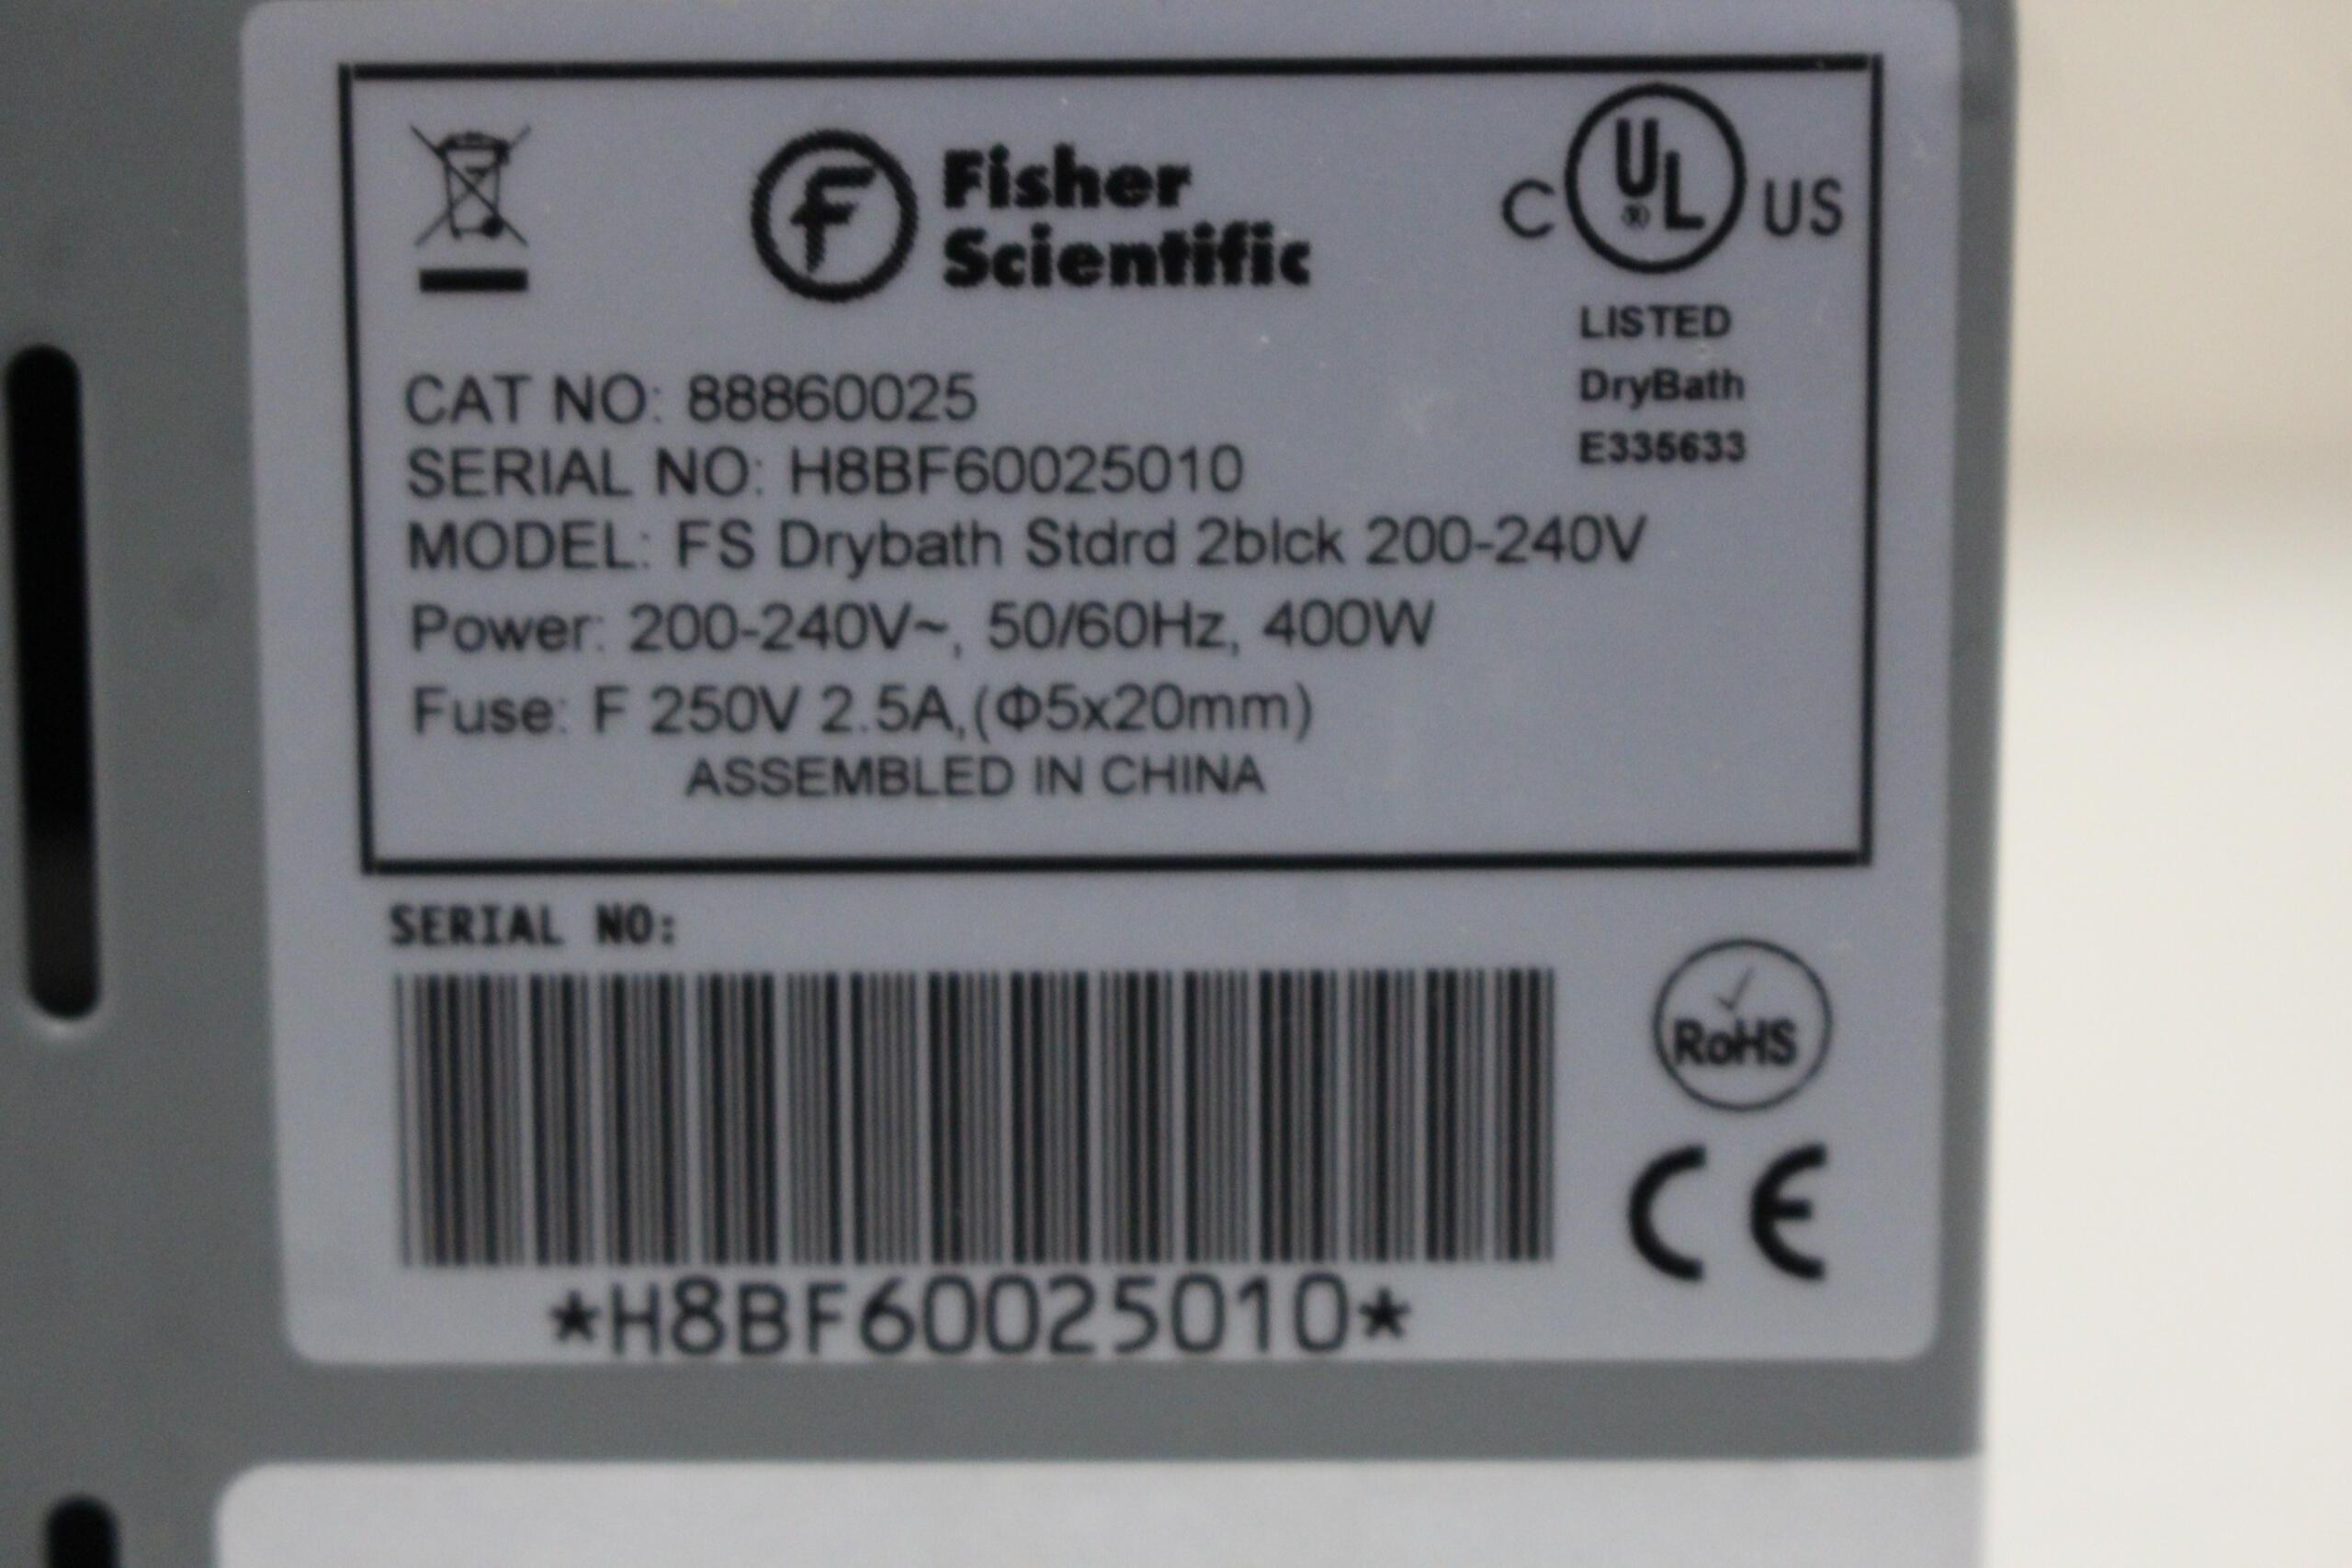 Fisher
Scientific
C UL US
LISTED
DryBath
E335633
CAT NO: 88860025
SERIAL NO: H8BF60025010
MODEL: FS Drybath Stdrd 2blck 200-240V
Power: 200-240V~, 50/60Hz, 400W
Fuse: F 250V 2.5A,(Φ5x20mm)
ASSEMBLED IN CHINA
SERIAL NO:
RoHS
CE
*H8BF60025010*